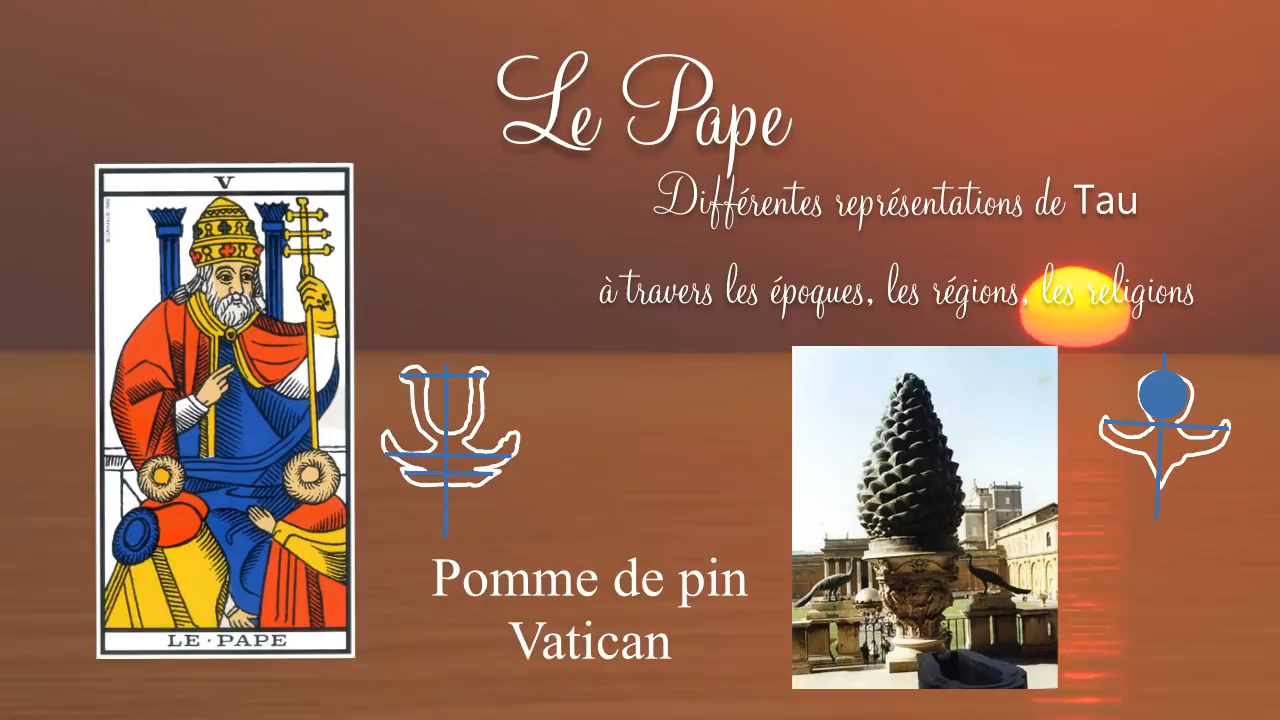 Le Pape
Différentes représentations de Tau
à travers les époques, les régions, les religions
V
LE · PAPE
Pomme de pin
Vatican